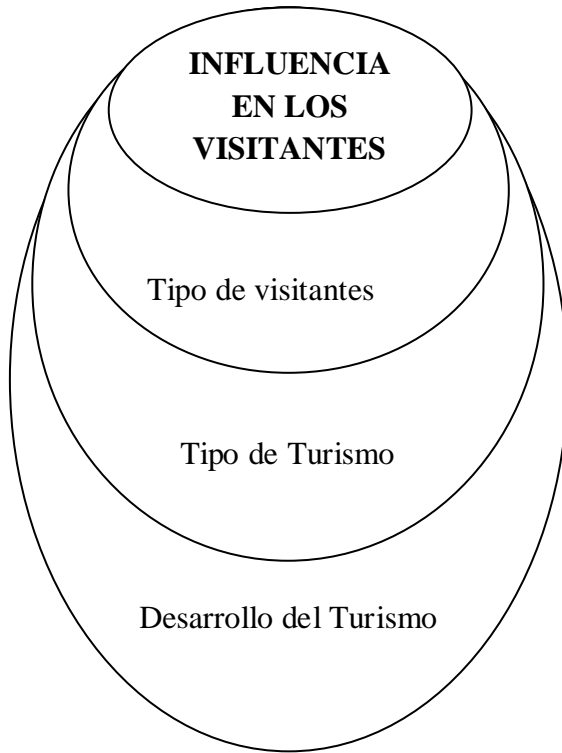 INFLUENCIA
EN LOS
VISITANTES
Tipo de visitantes
Tipo de Turismo
Desarrollo del Turismo